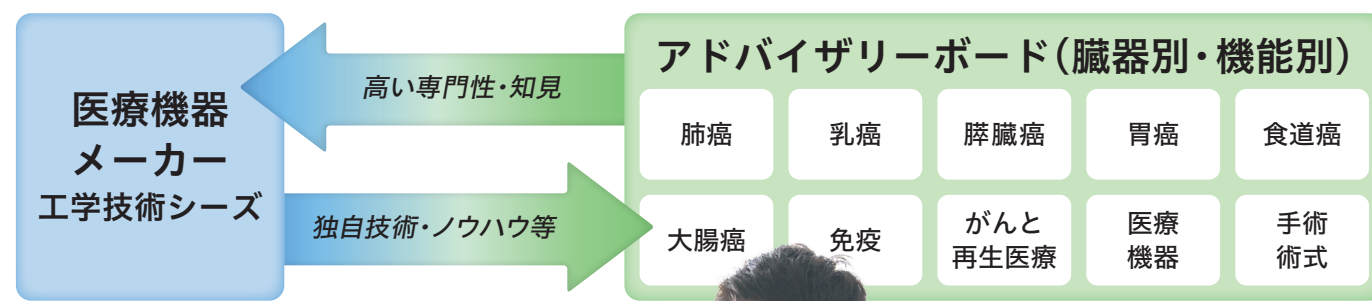 アドバイザリーボード（臓器別・機能別）
高い専門性・知見
医療機器
メーカー
工学技術シーズ
独自技術・ノウハウ等
肺癌
乳癌
膵臓癌
胃癌
食道癌
大腸癌
免疫
がんと
再生医療
医療
機器
手術
術式